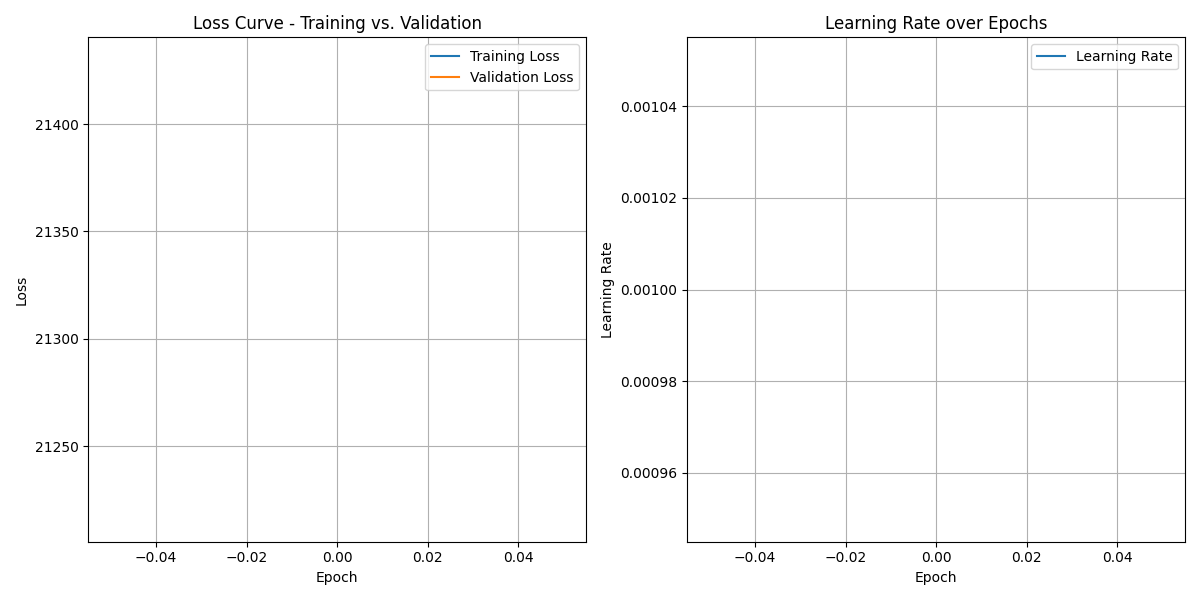 Loss Curve - Training vs. Validation
Training Loss
Validation Loss
21400
21350
21300
21250
Loss
−0.04
−0.02
0.00
0.02
0.04
Epoch
Learning Rate over Epochs
Learning Rate
0.00104
0.00102
0.00100
0.00098
0.00096
Learning Rate
−0.04
−0.02
0.00
0.02
0.04
Epoch